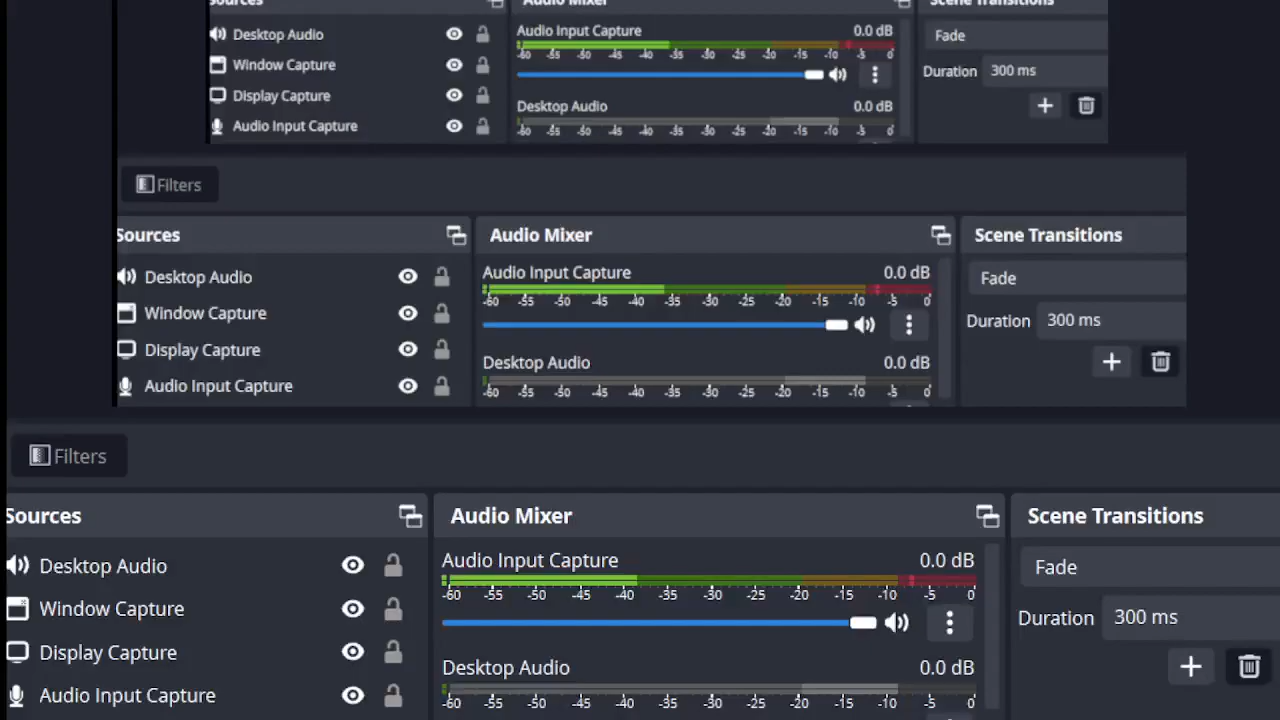 Sources Audio Mixer Scene Transitions
Desktop Audio Audio Input Capture 0.0 dB Fade
-60 -55 -50 -45 -40 -35 -30 -25 -20 -15 -10 -5 0
Window Capture Duration 300 ms
Display Capture Desktop Audio 0.0 dB
Audio Input Capture -60 -55 -50 -45 -40 -35 -30 -25 -20 -15 -10 -5 0
Filters
Sources Audio Mixer Scene Transitions
Desktop Audio Audio Input Capture 0.0 dB Fade
-60 -55 -50 -45 -40 -35 -30 -25 -20 -15 -10 -5 0
Window Capture Duration 300 ms
Display Capture Desktop Audio 0.0 dB
Audio Input Capture -60 -55 -50 -45 -40 -35 -30 -25 -20 -15 -10 -5 0
Filters
Sources Audio Mixer Scene Transitions
Desktop Audio Audio Input Capture 0.0 dB Fade
-60 -55 -50 -45 -40 -35 -30 -25 -20 -15 -10 -5 0
Window Capture Duration 300 ms
Display Capture Desktop Audio 0.0 dB
Audio Input Capture -60 -55 -50 -45 -40 -35 -30 -25 -20 -15 -10 -5 0